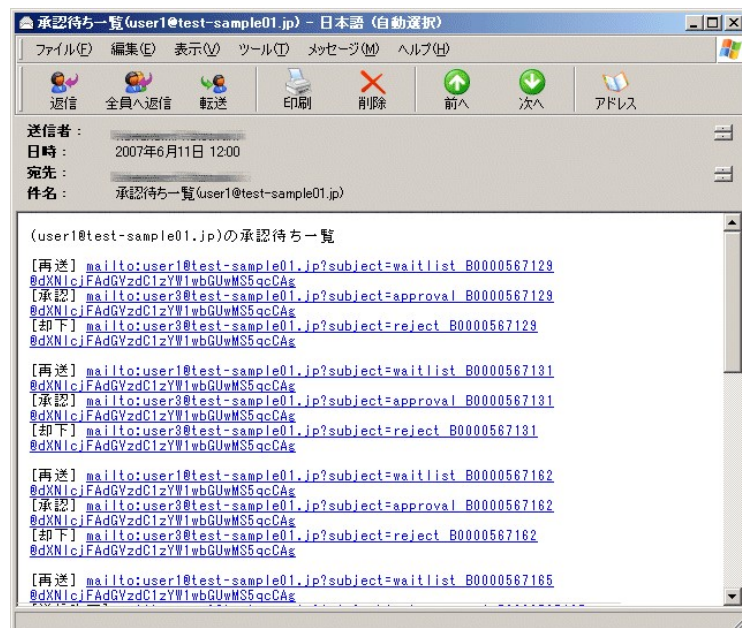 承認待ち一覧(user1@test-sample01.jp) - 日本語 (自動選択)
ファイル(F) 編集(E) 表示(V) ツール(T) メッセージ(M) ヘルプ(H)
返信 全員へ返信 転送 印刷 削除 前へ 次へ アドレス
送信者:
日時: 2007年6月11日 12:00
宛先:
件名: 承認待ち一覧(user1@test-sample01.jp)
(user1@test-sample01.jp)の承認待ち一覧
[再送] mailto:user1@test-sample01.jp?subject=waitlist B0000567129
@dXNlcjFAdGVzdC1zYW1wbGUwMS5qcCAg
[承認] mailto:user3@test-sample01.jp?subject=approval B0000567129
@dXNlcjFAdGVzdC1zYW1wbGUwMS5qcCAg
[却下] mailto:user3@test-sample01.jp?subject=reject B0000567129
@dXNlcjFAdGVzdC1zYW1wbGUwMS5qcCAg
[再送] mailto:user1@test-sample01.jp?subject=waitlist B0000567131
@dXNlcjFAdGVzdC1zYW1wbGUwMS5qcCAg
[承認] mailto:user3@test-sample01.jp?subject=approval B0000567131
@dXNlcjFAdGVzdC1zYW1wbGUwMS5qcCAg
[却下] mailto:user3@test-sample01.jp?subject=reject B0000567131
@dXNlcjFAdGVzdC1zYW1wbGUwMS5qcCAg
[再送] mailto:user1@test-sample01.jp?subject=waitlist B0000567162
@dXNlcjFAdGVzdC1zYW1wbGUwMS5qcCAg
[承認] mailto:user3@test-sample01.jp?subject=approval B0000567162
@dXNlcjFAdGVzdC1zYW1wbGUwMS5qcCAg
[却下] mailto:user3@test-sample01.jp?subject=reject B0000567162
@dXNlcjFAdGVzdC1zYW1wbGUwMS5qcCAg
[再送] mailto:user1@test-sample01.jp?subject=waitlist B0000567165
@dXNlcjFAdGVzdC1zYW1wbGUwMS5qcCAg